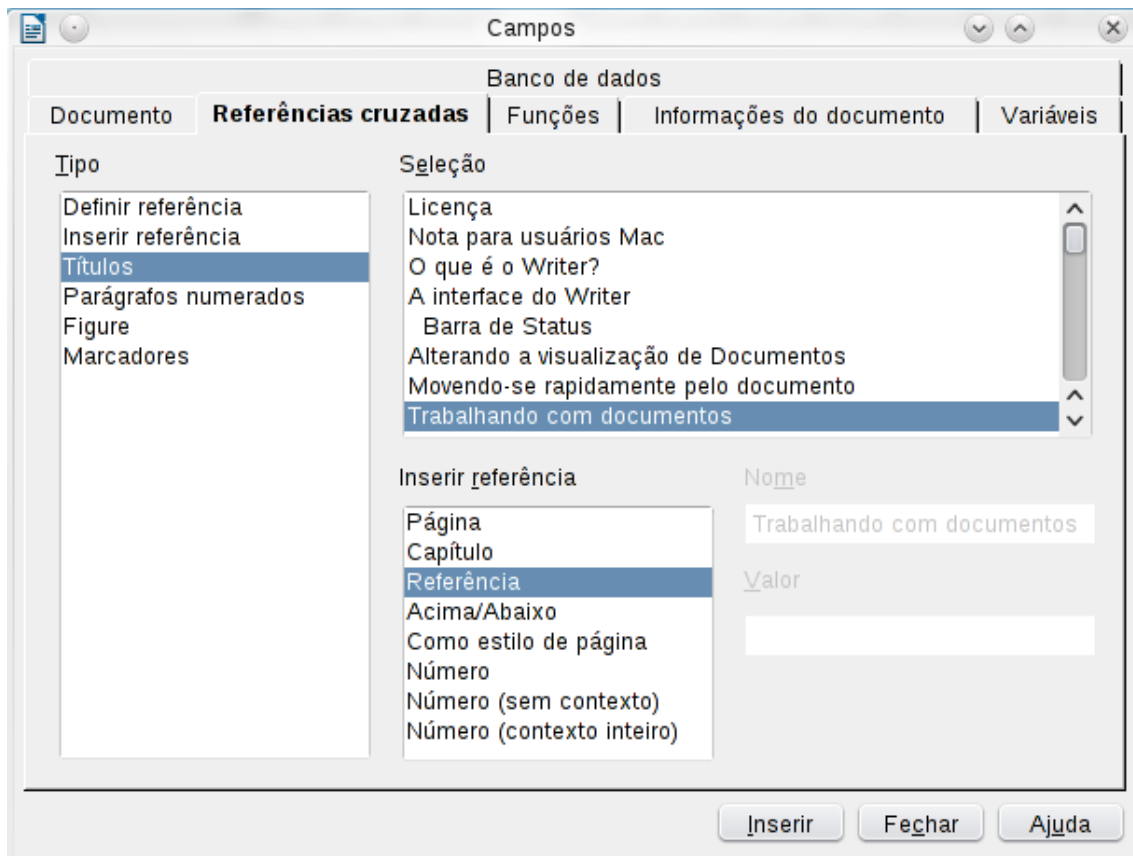 Campos
Banco de dados
Documento
Referências cruzadas
Funções
Informações do documento
Variáveis
Tipo
Definir referência
Inserir referência
Títulos
Parágrafos numerados
Figure
Marcadores
Seleção
Licença
Nota para usuários Mac
O que é o Writer?
A interface do Writer
Barra de Status
Alterando a visualização de Documentos
Movendo-se rapidamente pelo documento
Trabalhando com documentos
Inserir referência
Página
Capítulo
Referência
Acima/Abaixo
Como estilo de página
Número
Número (sem contexto)
Número (contexto inteiro)
Nome
Trabalhando com documentos
Valor
Inserir
Fechar
Ajuda